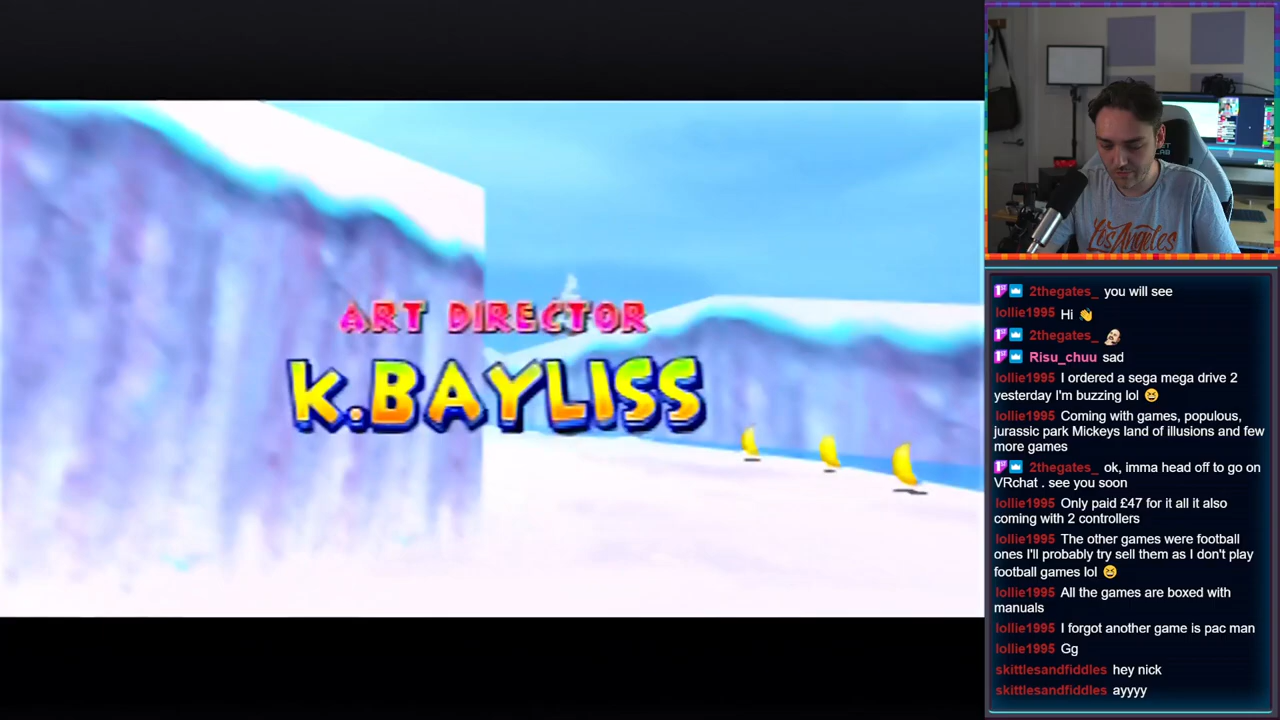 ART DIRECTOR
K.BAYLISS
Los Angeles
2thegates_ you will see
lollie1995 Hi 👋
2thegates_
Risu_chuu sad
lollie1995 I ordered a sega mega drive 2
yesterday I'm buzzing lol 😆
lollie1995 Coming with games, populous,
jurassic park Mickeys land of illusions and few
more games
2thegates_ ok, imma head off to go on
VRchat . see you soon
lollie1995 Only paid £47 for it all it also
coming with 2 controllers
lollie1995 The other games were football
ones I'll probably try sell them as I don't play
football games lol 😆
lollie1995 All the games are boxed with
manuals
lollie1995 I forgot another game is pac man
lollie1995 Gg
skittlesandfiddles hey nick
skittlesandfiddles ayyyy